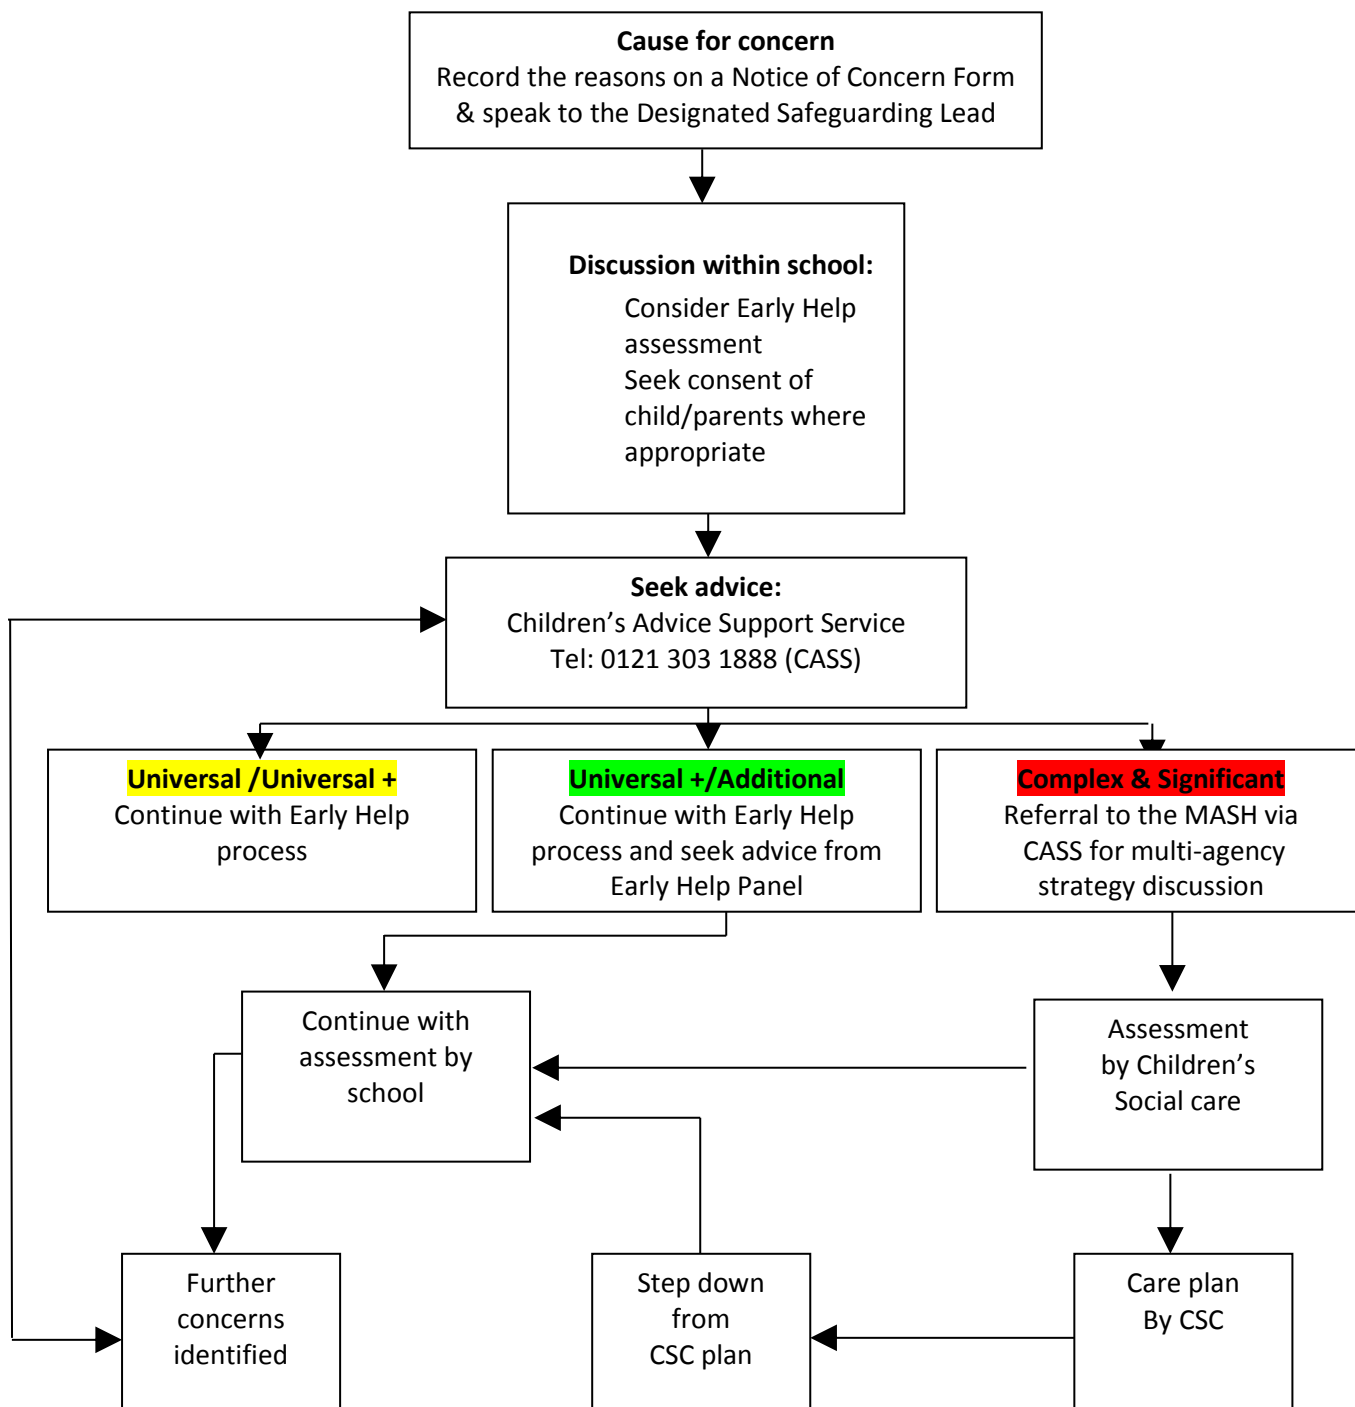 Cause for concern
Record the reasons on a Notice of Concern Form
& speak to the Designated Safeguarding Lead
Discussion within school:
Consider Early Help
assessment
Seek consent of
child/parents where
appropriate
Seek advice:
Children’s Advice Support Service
Tel: 0121 303 1888 (CASS)
Universal /Universal +
Continue with Early Help
process
Universal +/Additional
Continue with Early Help
process and seek advice from
Early Help Panel
Complex & Significant
Referral to the MASH via
CASS for multi-agency
strategy discussion
Continue with
assessment by
school
Assessment
by Children’s
Social care
Further
concerns
identified
Step down
from
CSC plan
Care plan
By CSC